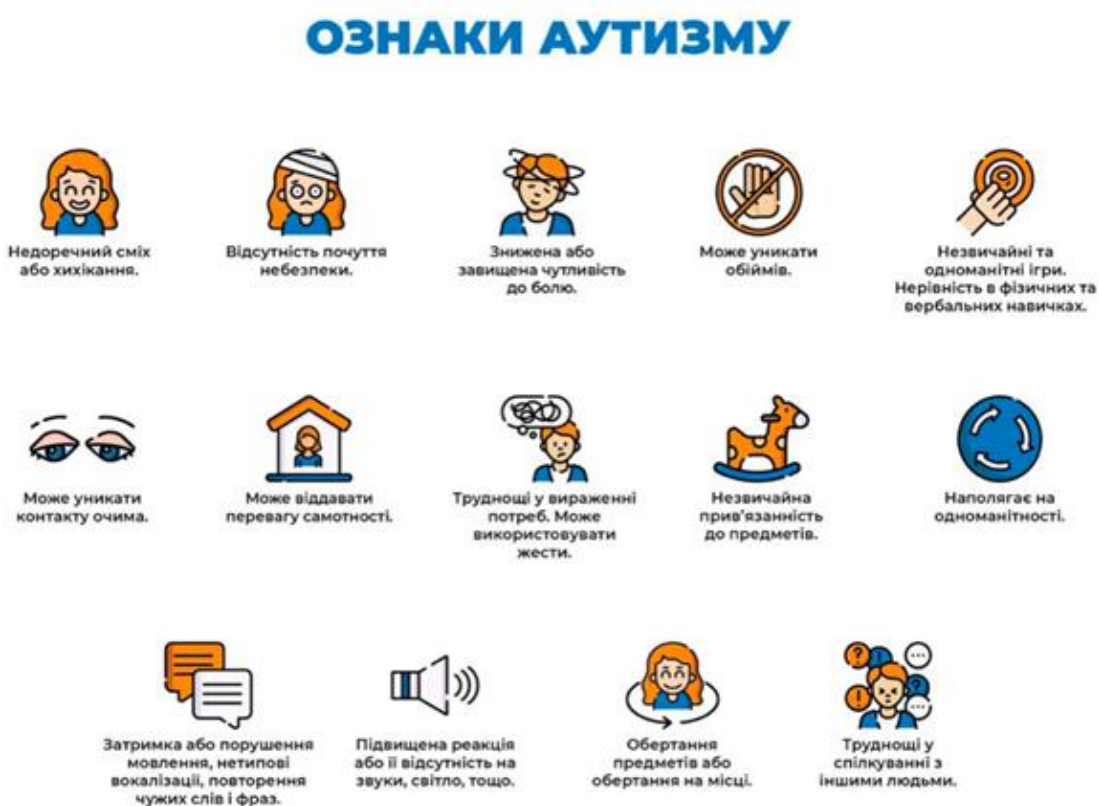 ОЗНАКИ АУТИЗМУ
Недоречний сміх
або хихікання.
Відсутність почуття
небезпеки.
Знижена або
завищена чутливість
до болю.
Може уникати
обіймів.
Незвичайні та
одноманітні ігри.
Нерівність в фізичних та
вербальних навичках.
Може уникати
контакту очима.
Може віддавати
перевагу самотності.
Труднощі у вираженні
потреб. Може
використовувати
жести.
Незвичайна
прив’язанність
до предметів.
Наполягає на
одноманітності.
Затримка або порушення
мовлення, нетипові
вокалізації, повторення
чужих слів і фраз.
Підвищена реакція
або її відсутність на
звуки, світло, тощо.
Обертання
предметів або
обертання на місці.
Труднощі у
спілкуванні з
іншими людьми.